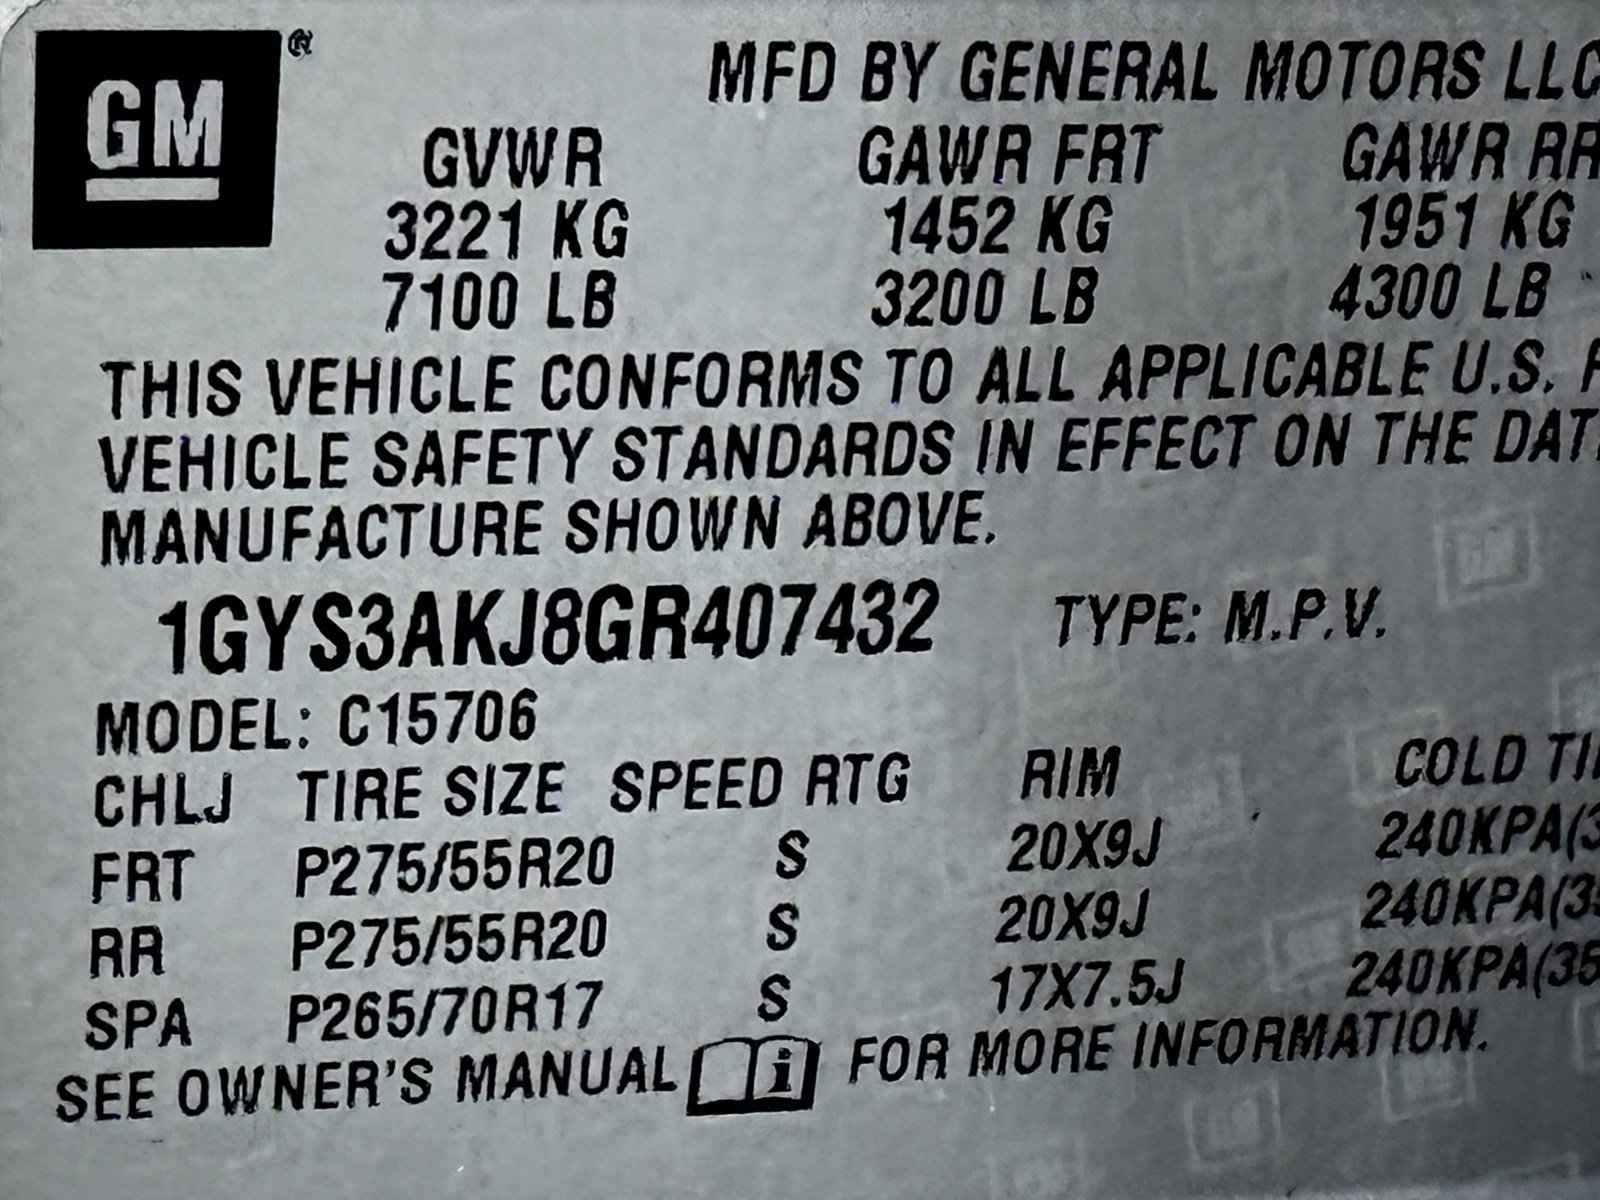 GM®
MFD BY GENERAL MOTORS LLC
GVWR GAWR FRT GAWR RR
3221 KG 1452 KG 1951 KG
7100 LB 3200 LB 4300 LB
THIS VEHICLE CONFORMS TO ALL APPLICABLE U.S.
VEHICLE SAFETY STANDARDS IN EFFECT ON THE
MANUFACTURE SHOWN ABOVE.
1GYS3AKJ8GR407432 TYPE: M.P.V.
MODEL: C15706
CHLJ TIRE SIZE SPEED RTG RIM COLD
FRT P275/55R20 S 20X9J 240KPA(
RR P275/55R20 S 20X9J 240KPA(
SPA P265/70R17 S 17X7.5J 240KPA(35
SEE OWNER'S MANUAL i FOR MORE INFORMATION.